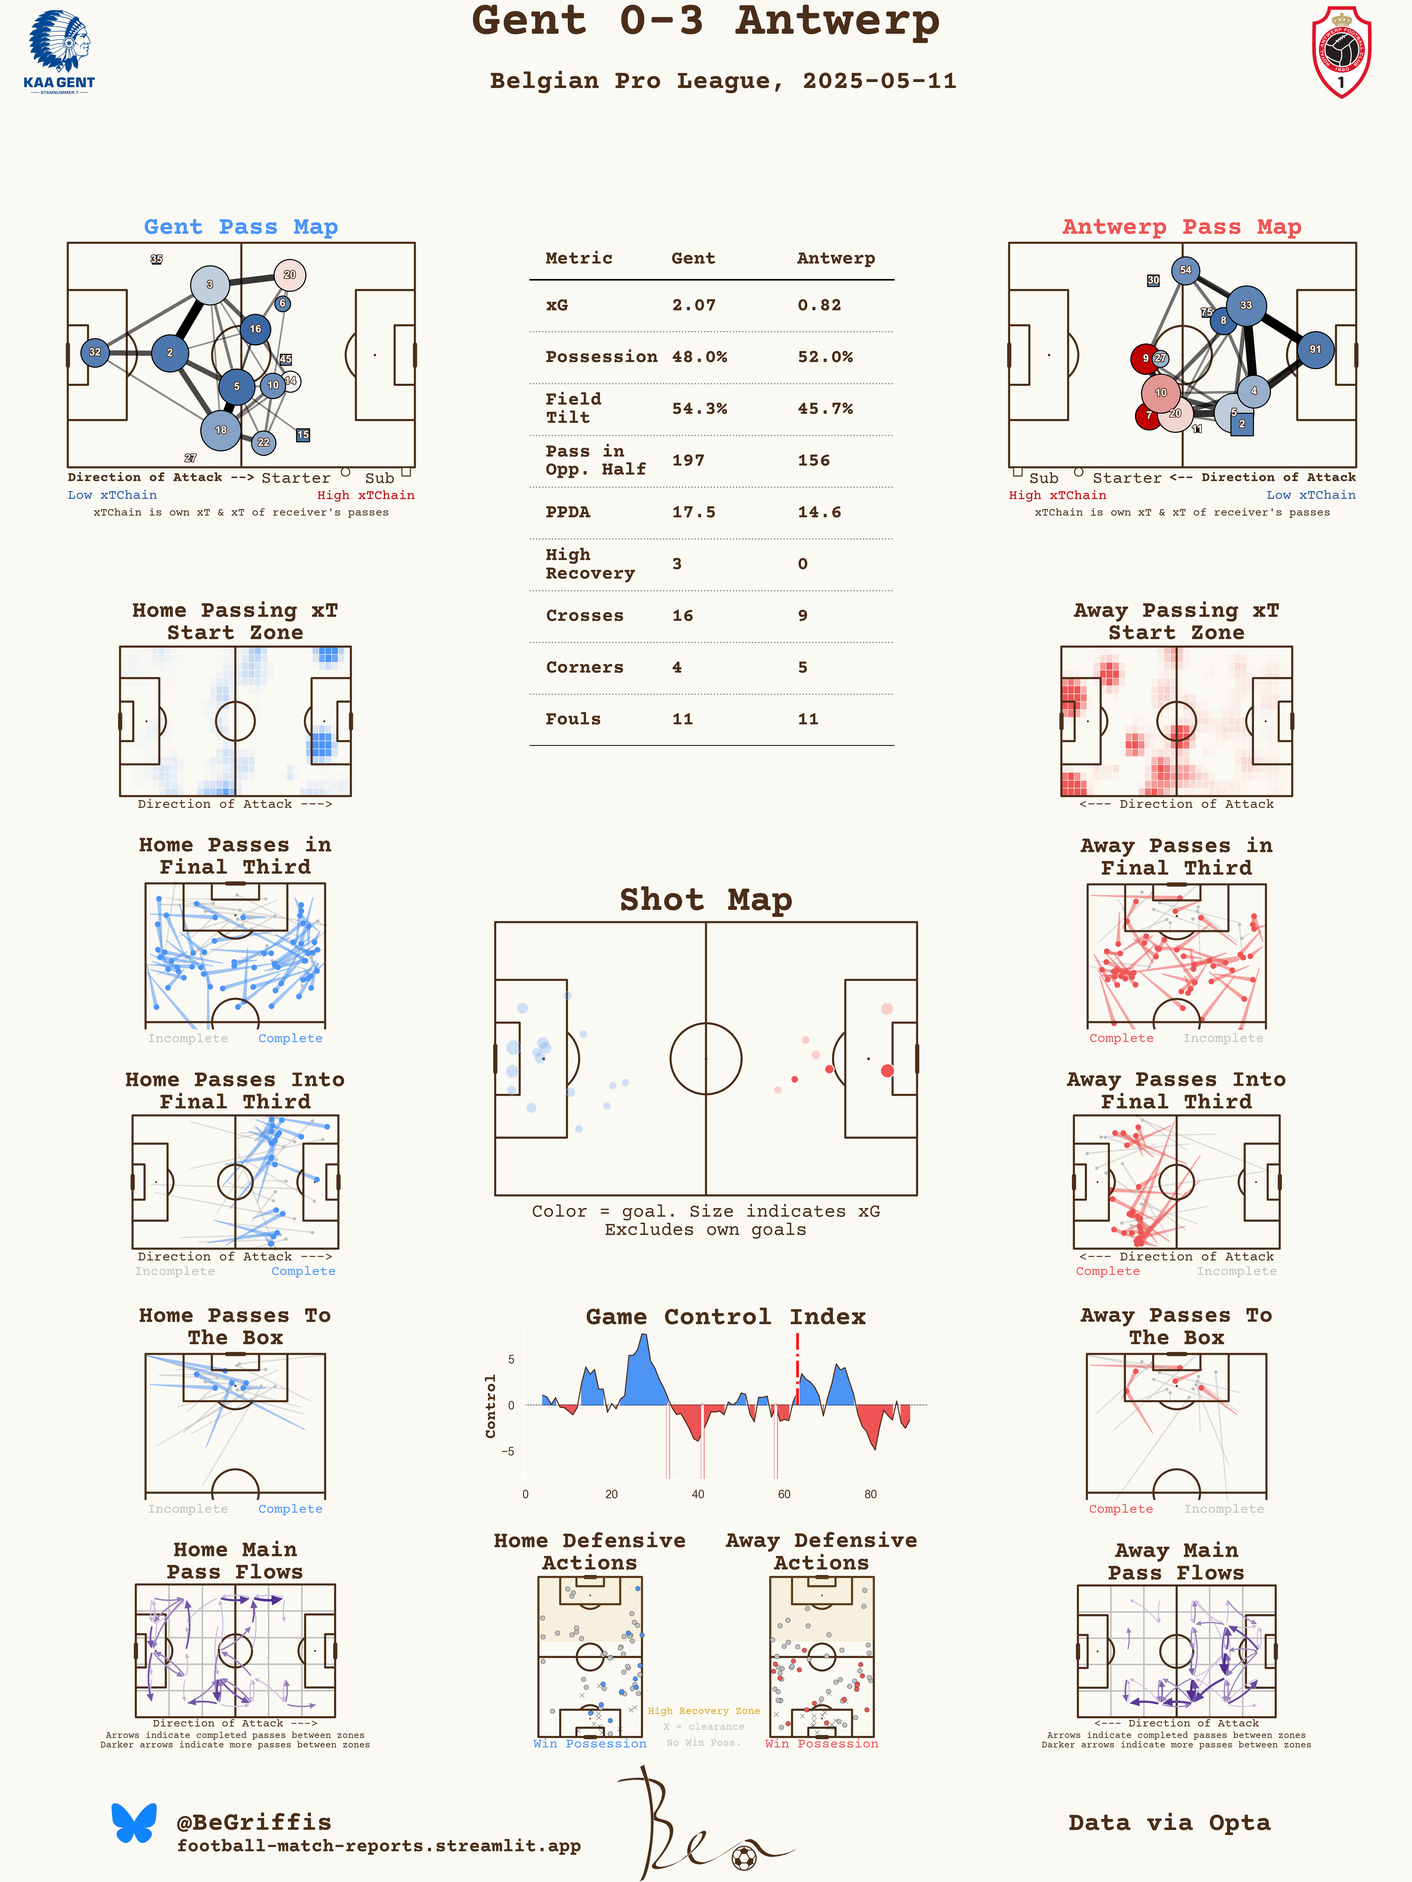 Gent 0-3 Antwerp
Belgian Pro League, 2025-05-11
KAA GENT
STAMNUMMER 7
1
Gent Pass Map
35
3
20
6
16
32
2
45
5
10
14
18
22
15
27
Direction of Attack --> Starter Sub
Low xTChain High xTChain
xTChain is own xT & xT of receiver's passes
Metric Gent Antwerp
xG 2.07 0.82
Possession 48.0% 52.0%
Field
Tilt 54.3% 45.7%
Pass in
Opp. Half 197 156
PPDA 17.5 14.6
High
Recovery 3 0
Crosses 16 9
Corners 4 5
Fouls 11 11
Antwerp Pass Map
54
30
33
75
8
91
9
27
10
4
7
20
5
2
11
Sub Starter <-- Direction of Attack
High xTChain Low xTChain
xTChain is own xT & xT of receiver's passes
Home Passing xT
Start Zone
Direction of Attack --->
Away Passing xT
Start Zone
<--- Direction of Attack
Home Passes in
Final Third
Incomplete Complete
Away Passes in
Final Third
Complete Incomplete
Shot Map
Color = goal. Size indicates xG
Excludes own goals
Home Passes Into
Final Third
Direction of Attack --->
Incomplete Complete
Away Passes Into
Final Third
<--- Direction of Attack
Complete Incomplete
Home Passes To
The Box
Incomplete Complete
Game Control Index
Control
5
0
−5
0 20 40 60 80
Away Passes To
The Box
Complete Incomplete
Home Main
Pass Flows
Direction of Attack --->
Arrows indicate completed passes between zones
Darker arrows indicate more passes between zones
Home Defensive
Actions
Win Possession
High Recovery Zone
X = clearance
No Win Poss.
Away Defensive
Actions
Win Possession
Away Main
Pass Flows
<--- Direction of Attack
Arrows indicate completed passes between zones
Darker arrows indicate more passes between zones
@BeGriffis
football-match-reports.streamlit.app
Ben
Data via Opta